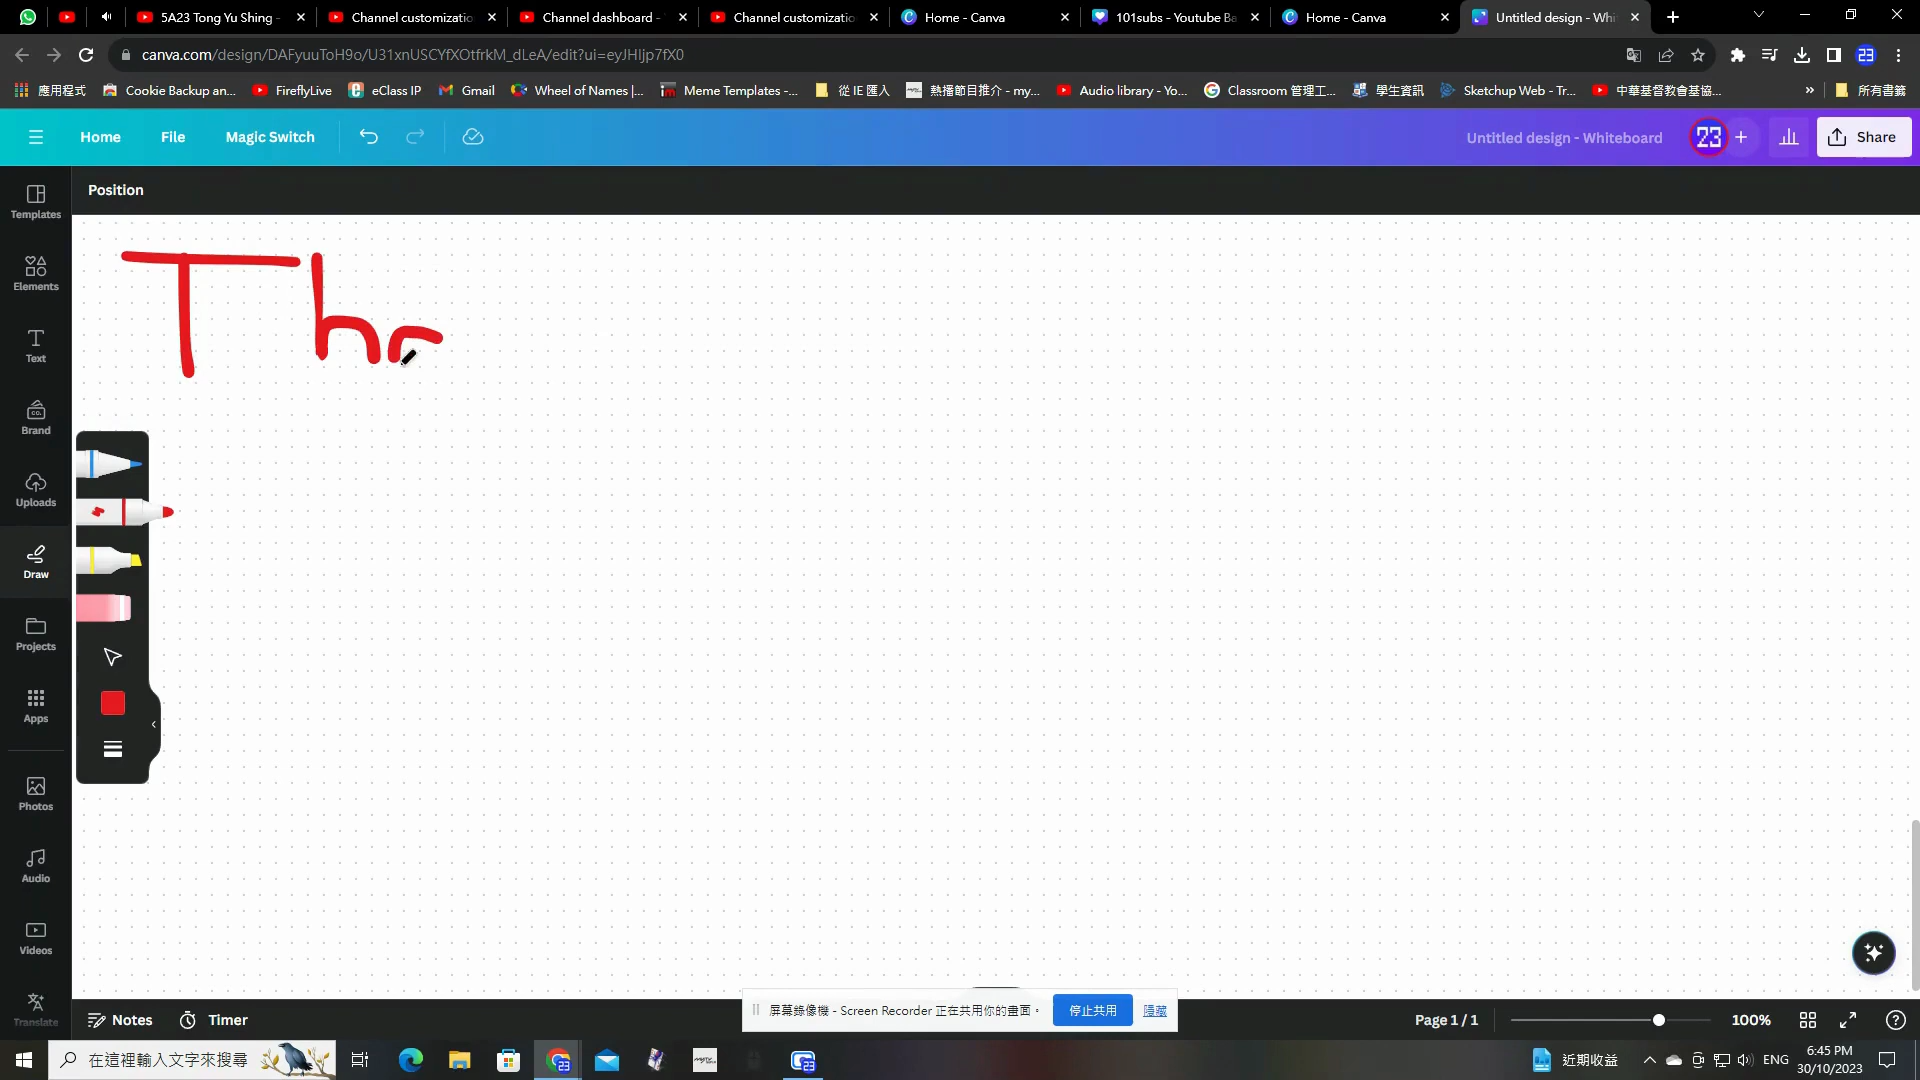 5A23 Tong Yu Shing -
Channel customizatio
Channel dashboard -
Channel customizatio
Home - Canva
101subs - Youtube Ba
Home - Canva
Untitled design - Whi
canva.com/design/DAFyuuToH9o/U31xnUSCYfXOtfrkM_dLeA/edit?ui=eyJHIjp7fX0
23
應用程式
Cookie Backup an...
FireflyLive
eClass IP
Gmail
Wheel of Names |...
Meme Templates -...
從 IE 匯入
熱播節目推介 - my...
Audio library - Yo...
Classroom 管理工...
學生資訊
Sketchup Web - Tr...
中華基督教會基協...
»
所有書籤
Home
File
Magic Switch
Untitled design - Whiteboard
23
+
Share
Position
Thr
Templates
Elements
Text
CO.
Brand
Uploads
Draw
Projects
Apps
Photos
Audio
Videos
Translate
屏幕錄像機 - Screen Recorder 正在共用你的畫面。
停止共用
隱藏
Notes
Timer
Page 1 / 1
100%
在這裡輸入文字來搜尋
23
23
近期收益
ENG
6:45 PM
30/10/2023